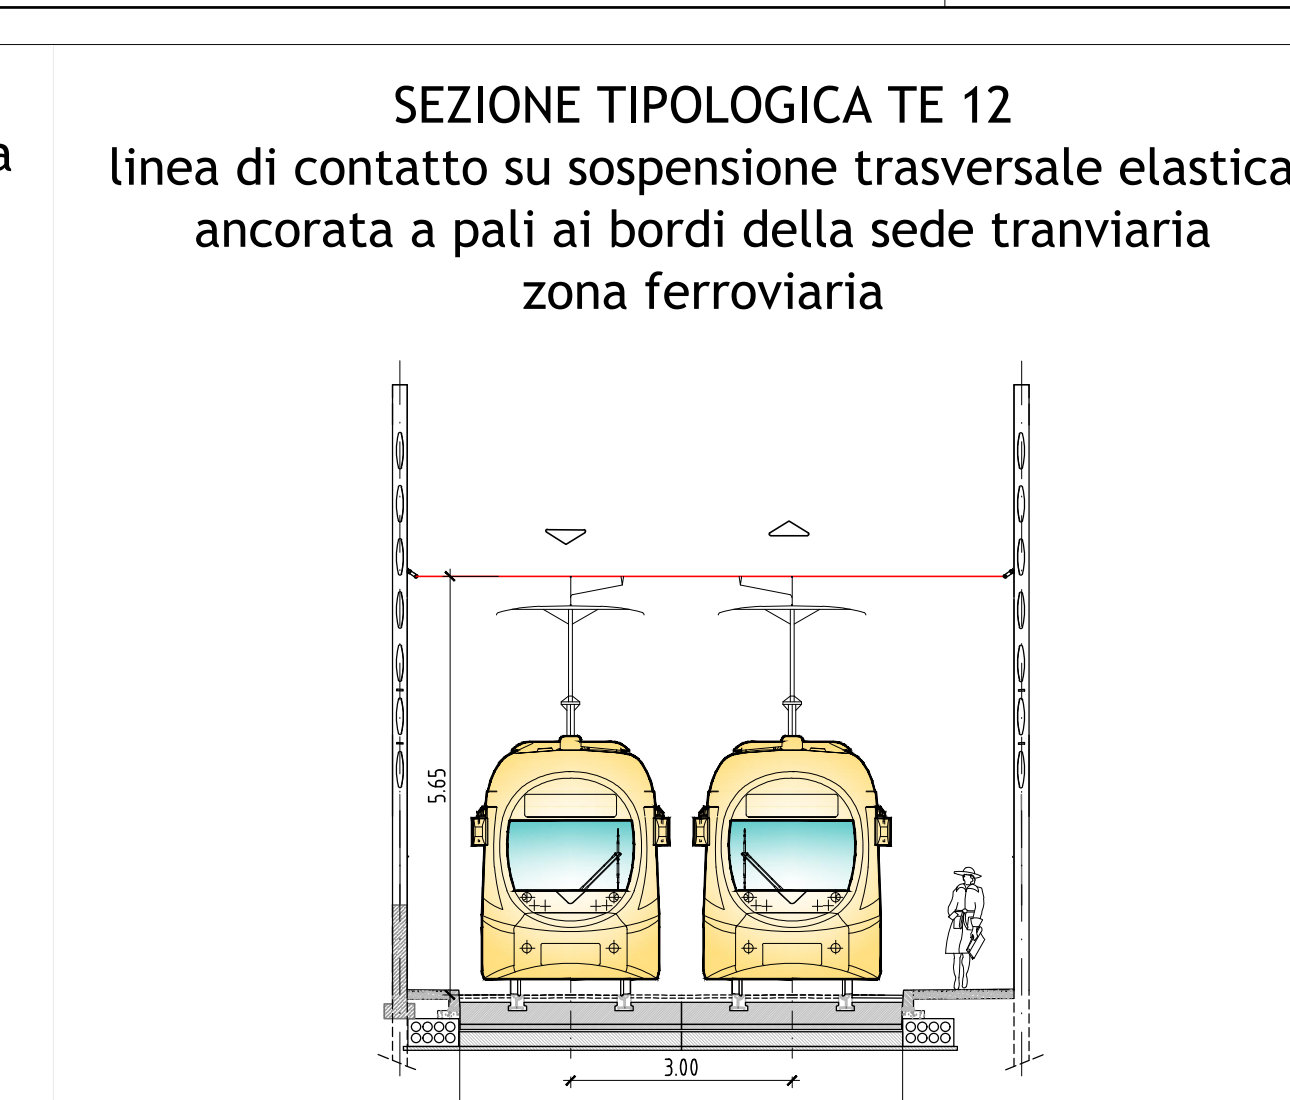 a
SEZIONE TIPOLOGICA TE 12
linea di contatto su sospensione trasversale elastica
ancorata a pali ai bordi della sede tranviaria
zona ferroviaria
5.65
3.00